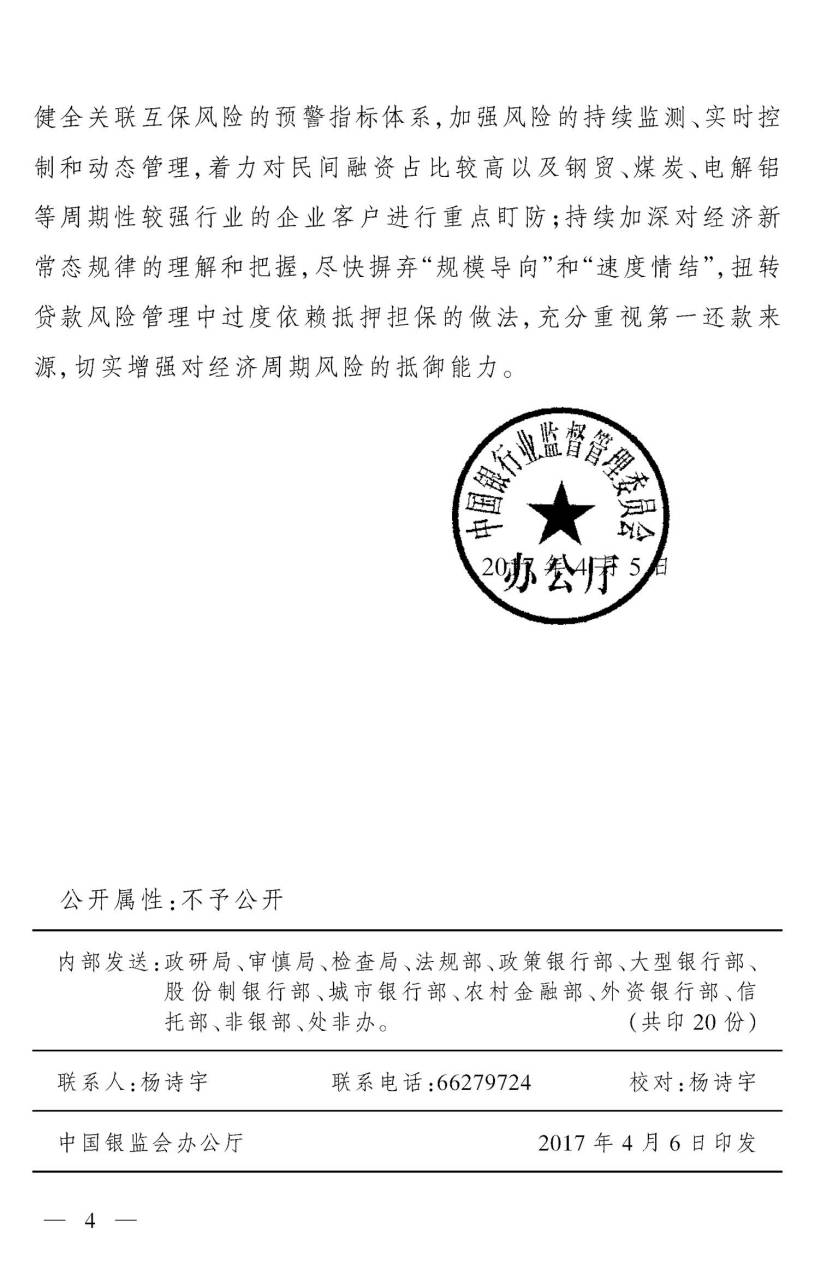 健全关联互保风险的预警指标体系,加强风险的持续监测、实时控
制和动态管理,着力对民间融资占比较高以及钢贸、煤炭、电解铝
等周期性较强行业的企业客户进行重点盯防;持续加深对经济新
常态规律的理解和把握,尽快摒弃“规模导向”和“速度情结”,扭转
贷款风险管理中过度依赖抵押担保的做法,充分重视第一还款来
源,切实增强对经济周期风险的抵御能力。
中国银行业监督管理委员会
办公厅
2017年4月5日
公开属性:不予公开
内部发送:政研局、审慎局、检查局、法规部、政策银行部、大型银行部、
股份制银行部、城市银行部、农村金融部、外资银行部、信
托部、非银部、处非办。 (共印20份)
联系人:杨诗宇 联系电话:66279724 校对:杨诗宇
中国银监会办公厅 2017年4月6日印发
— 4 —